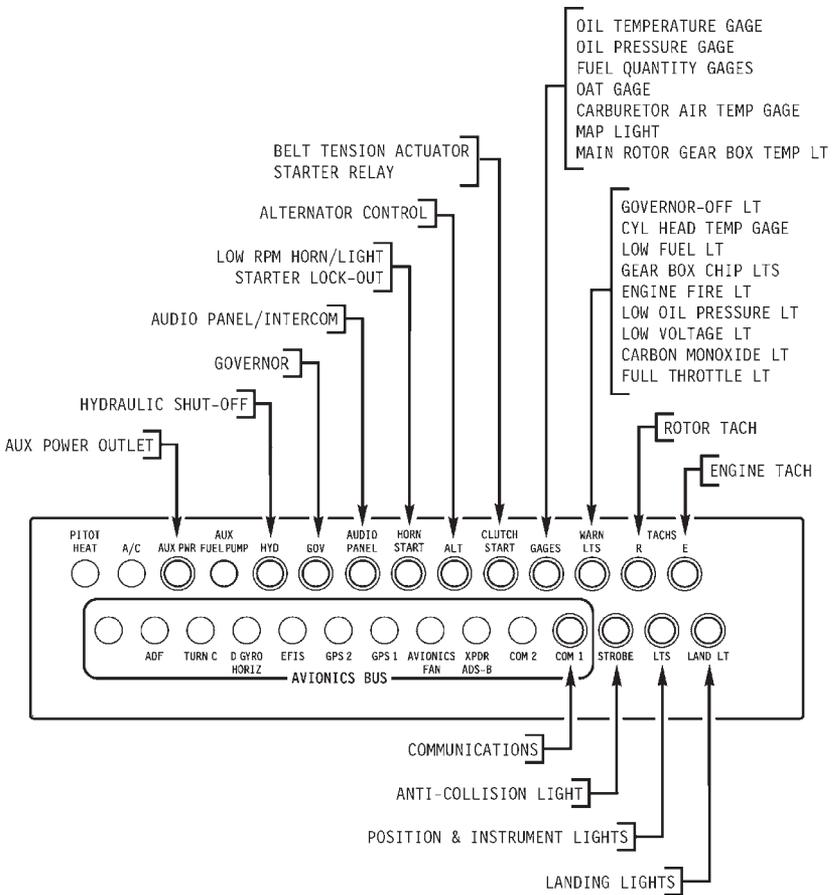 OIL TEMPERATURE GAGE
OIL PRESSURE GAGE
FUEL QUANTITY GAGES
OAT GAGE
CARBURETOR AIR TEMP GAGE
MAP LIGHT
MAIN ROTOR GEAR BOX TEMP LT
BELT TENSION ACTUATOR
STARTER RELAY
ALTERNATOR CONTROL
LOW RPM HORN/LIGHT
STARTER LOCK-OUT
AUDIO PANEL/INTERCOM
GOVERNOR
HYDRAULIC SHUT-OFF
AUX POWER OUTLET
GOVERNOR-OFF LT
CYL HEAD TEMP GAGE
LOW FUEL LT
GEAR BOX CHIP LTS
ENGINE FIRE LT
LOW OIL PRESSURE LT
LOW VOLTAGE LT
CARBON MONOXIDE LT
FULL THROTTLE LT
ROTOR TACH
ENGINE TACH
PITOT
HEAT
A/C
AUX PWR
AUX
FUEL PUMP
HYD
GOV
AUDIO
PANEL
HORN
START
ALT
CLUTCH
START
GAGES
WARN
LTS
TACHS
R
E
ADF
TURN C
D GYRO
HORIZ
EFIS
GPS 2
GPS 1
AVIONICS
FAN
XPDR
ADS-B
COM 2
COM 1
STROBE
LTS
LAND LT
AVIONICS BUS
COMMUNICATIONS
ANTI-COLLISION LIGHT
POSITION & INSTRUMENT LIGHTS
LANDING LIGHTS